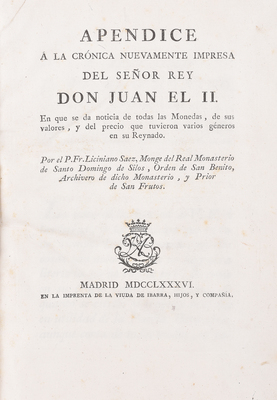 APENDICE
Á LA CRÓNICA NUEVAMENTE IMPRESA
DEL SEÑOR REY
DON JUAN EL II.
En que se da noticia de todas las Monedas, de sus
valores, y del precio que tuvieron varios géneros
en su Reynado.
Por el P. Fr. Liciniano Saez, Monge del Real Monasterio
de Santo Domingo de Silos, Orden de San Benito,
Archivero de dicho Monasterio, y Prior
de San Frutos.
MADRID MDCCLXXXVI.
EN LA IMPRENTA DE LA VIUDA DE IBARRA, HIJOS, Y COMPAÑIA.